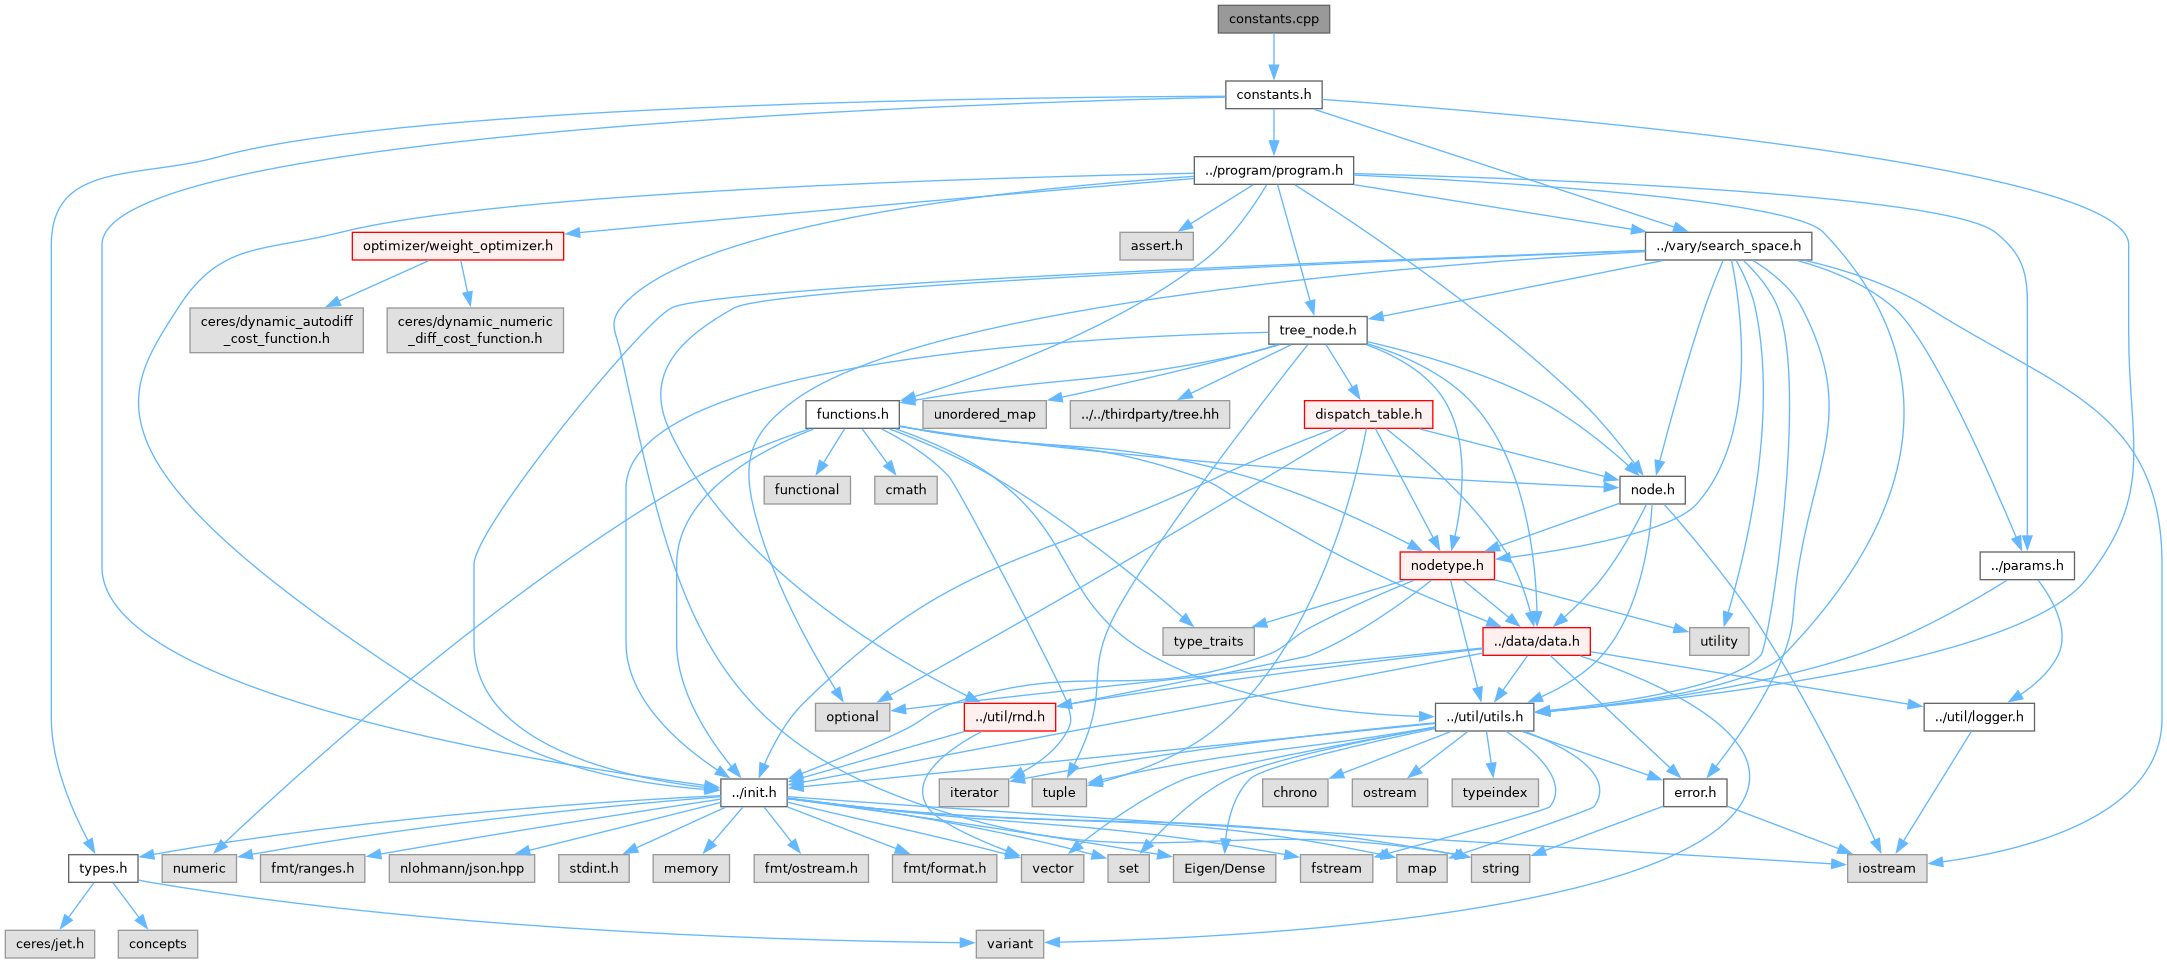 constants.cpp
constants.h
../program/program.h
optimizer/weight_optimizer.h
assert.h
../vary/search_space.h
ceres/dynamic_autodiff
_cost_function.h
ceres/dynamic_numeric
_diff_cost_function.h
tree_node.h
functions.h
unordered_map
../../thirdparty/tree.hh
dispatch_table.h
functional
cmath
node.h
nodetype.h
../params.h
type_traits
../data/data.h
utility
optional
../util/rnd.h
../util/utils.h
../util/logger.h
../init.h
iterator
tuple
chrono
ostream
typeindex
error.h
types.h
numeric
fmt/ranges.h
nlohmann/json.hpp
stdint.h
memory
fmt/ostream.h
fmt/format.h
vector
set
Eigen/Dense
fstream
map
string
iostream
ceres/jet.h
concepts
variant